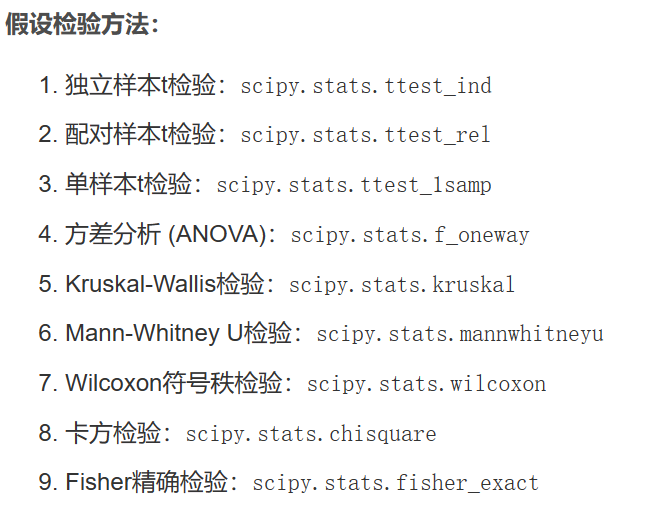 假设检验方法：
1. 独立样本t检验：scipy.stats.ttest_ind
2. 配对样本t检验：scipy.stats.ttest_rel
3. 单样本t检验：scipy.stats.ttest_1samp
4. 方差分析 (ANOVA)：scipy.stats.f_oneway
5. Kruskal-Wallis检验：scipy.stats.kruskal
6. Mann-Whitney U检验：scipy.stats.mannwhitneyu
7. Wilcoxon符号秩检验：scipy.stats.wilcoxon
8. 卡方检验：scipy.stats.chisquare
9. Fisher精确检验：scipy.stats.fisher_exact